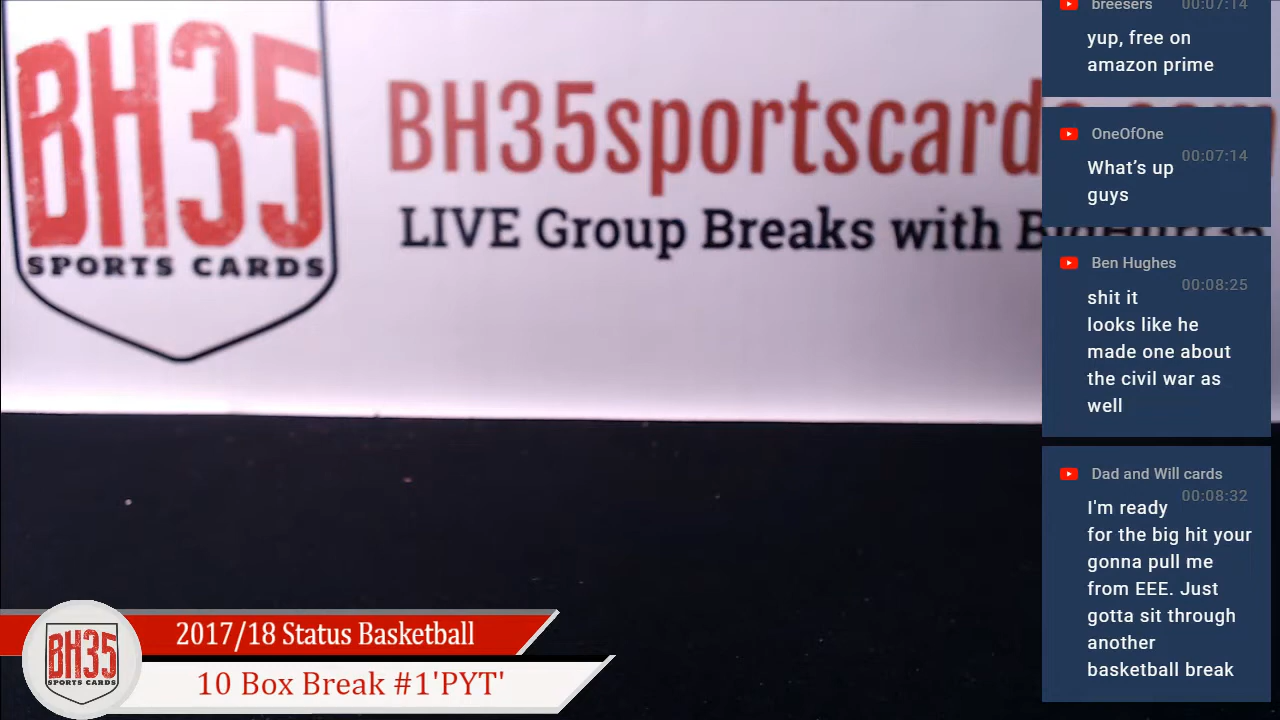 BH35
SPORTS CARDS
BH35sportscard
LIVE Group Breaks with
2017/18 Status Basketball
10 Box Break #1'PYT'
BH35
SPORTS CARDS
breesers 00:07:14
yup, free on
amazon prime
OneOfOne
00:07:14
What's up
guys
Ben Hughes
00:08:25
shit it
looks like he
made one about
the civil war as
well
Dad and Will cards
00:08:32
I'm ready
for the big hit your
gonna pull me
from EEE. Just
gotta sit through
another
basketball break